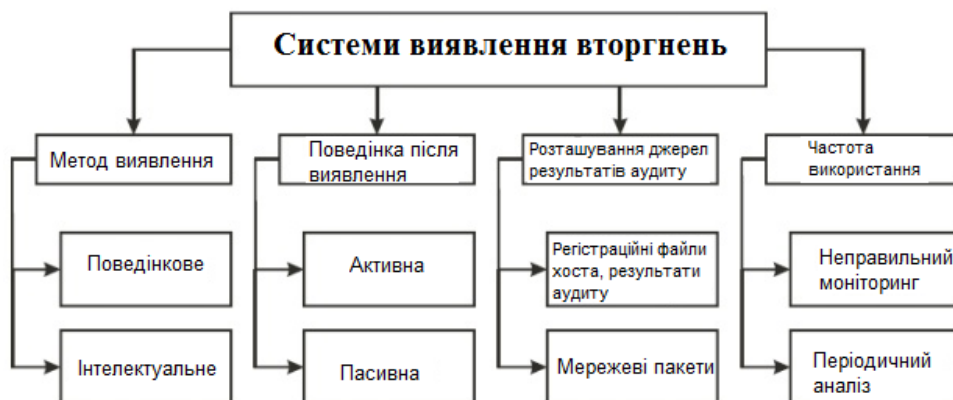 Системи виявлення вторгнень
Метод виявлення
Поведінка після
виявлення
Розташування джерел
результатів аудиту
Частота
використання
Поведінкове
Активна
Регістраційні файли
хоста, результати
аудиту
Неправильний
моніторинг
Інтелектуальне
Пасивна
Мережеві пакети
Періодичний
аналіз